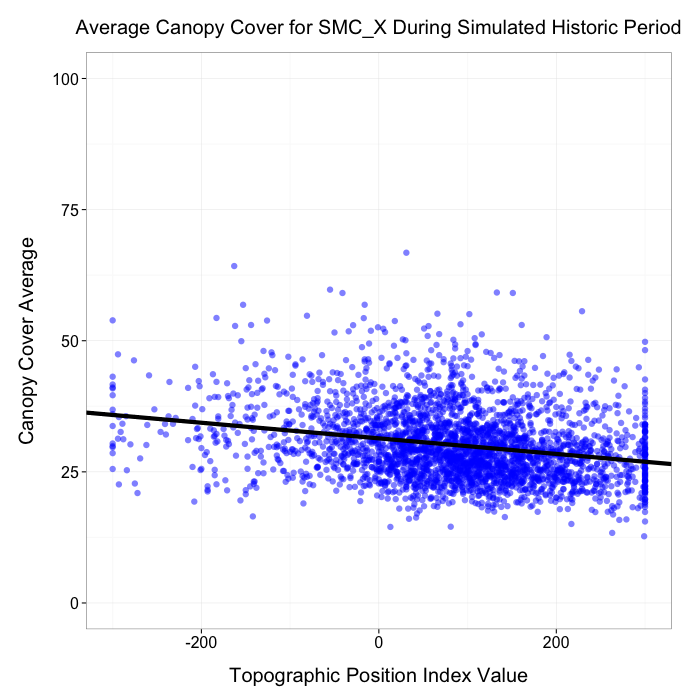 Average Canopy Cover for SMC_X During Simulated Historic Period
100
75
50
25
0
Canopy Cover Average
-200 0 200
Topographic Position Index Value